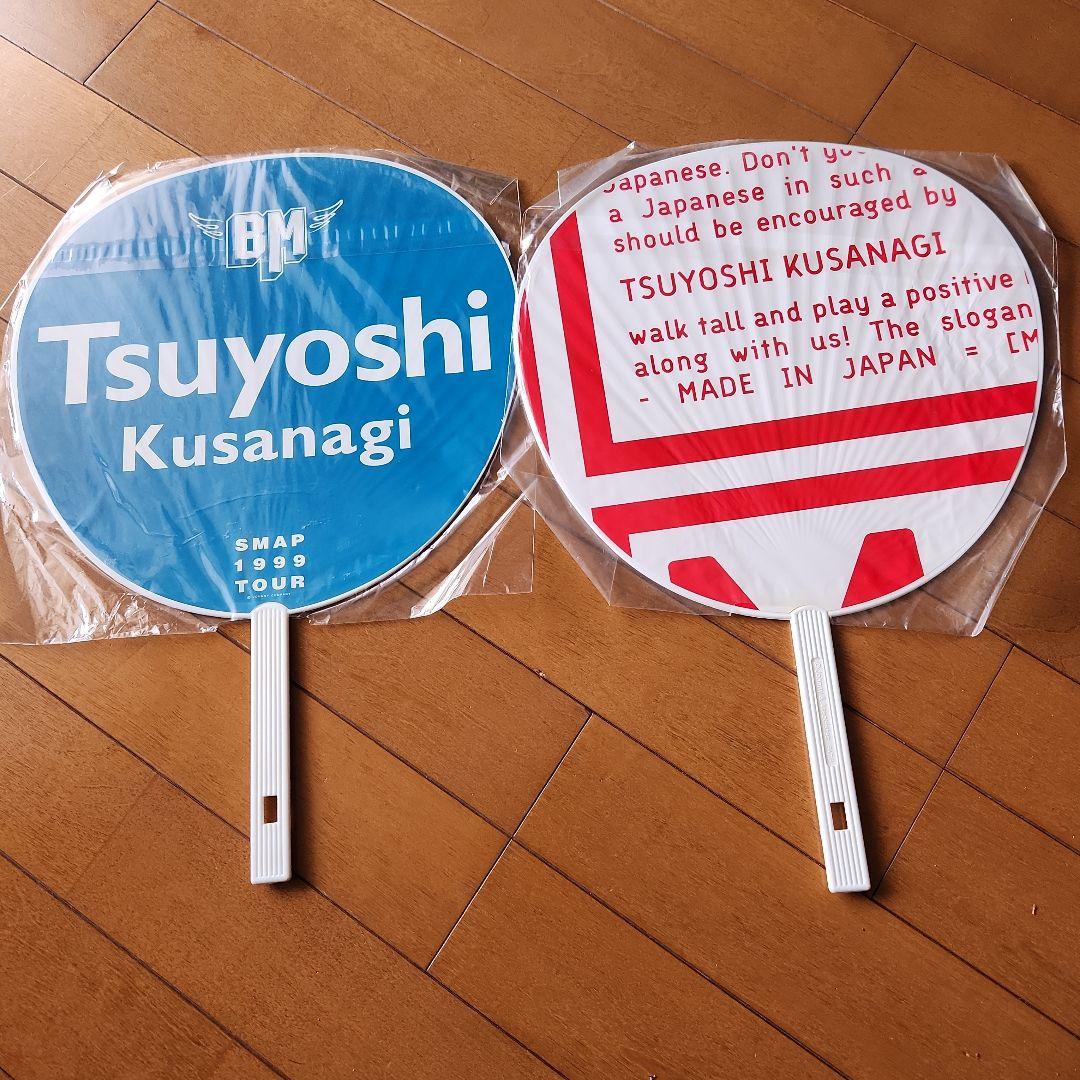 BM
Tsuyoshi
Kusanagi
SMAP
1999
TOUR
Japanese. Don't
a Japanese in such a
should be encouraged by
TSUYOSHI KUSANAGI
walk tall and play a positive
along with us! The slogan
- MADE IN JAPAN = [M